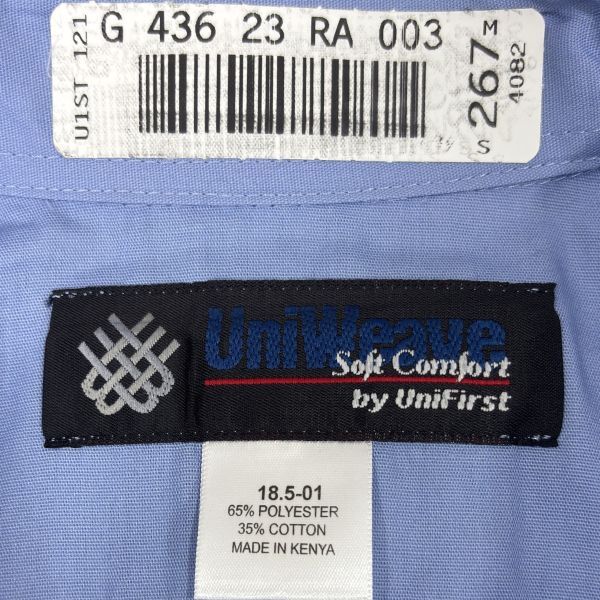 G 436 23 RA 003
U1ST 121
267 M
S 4082
UniWeave
Soft Comfort
by UniFirst
18.5-01
65% POLYESTER
35% COTTON
MADE IN KENYA